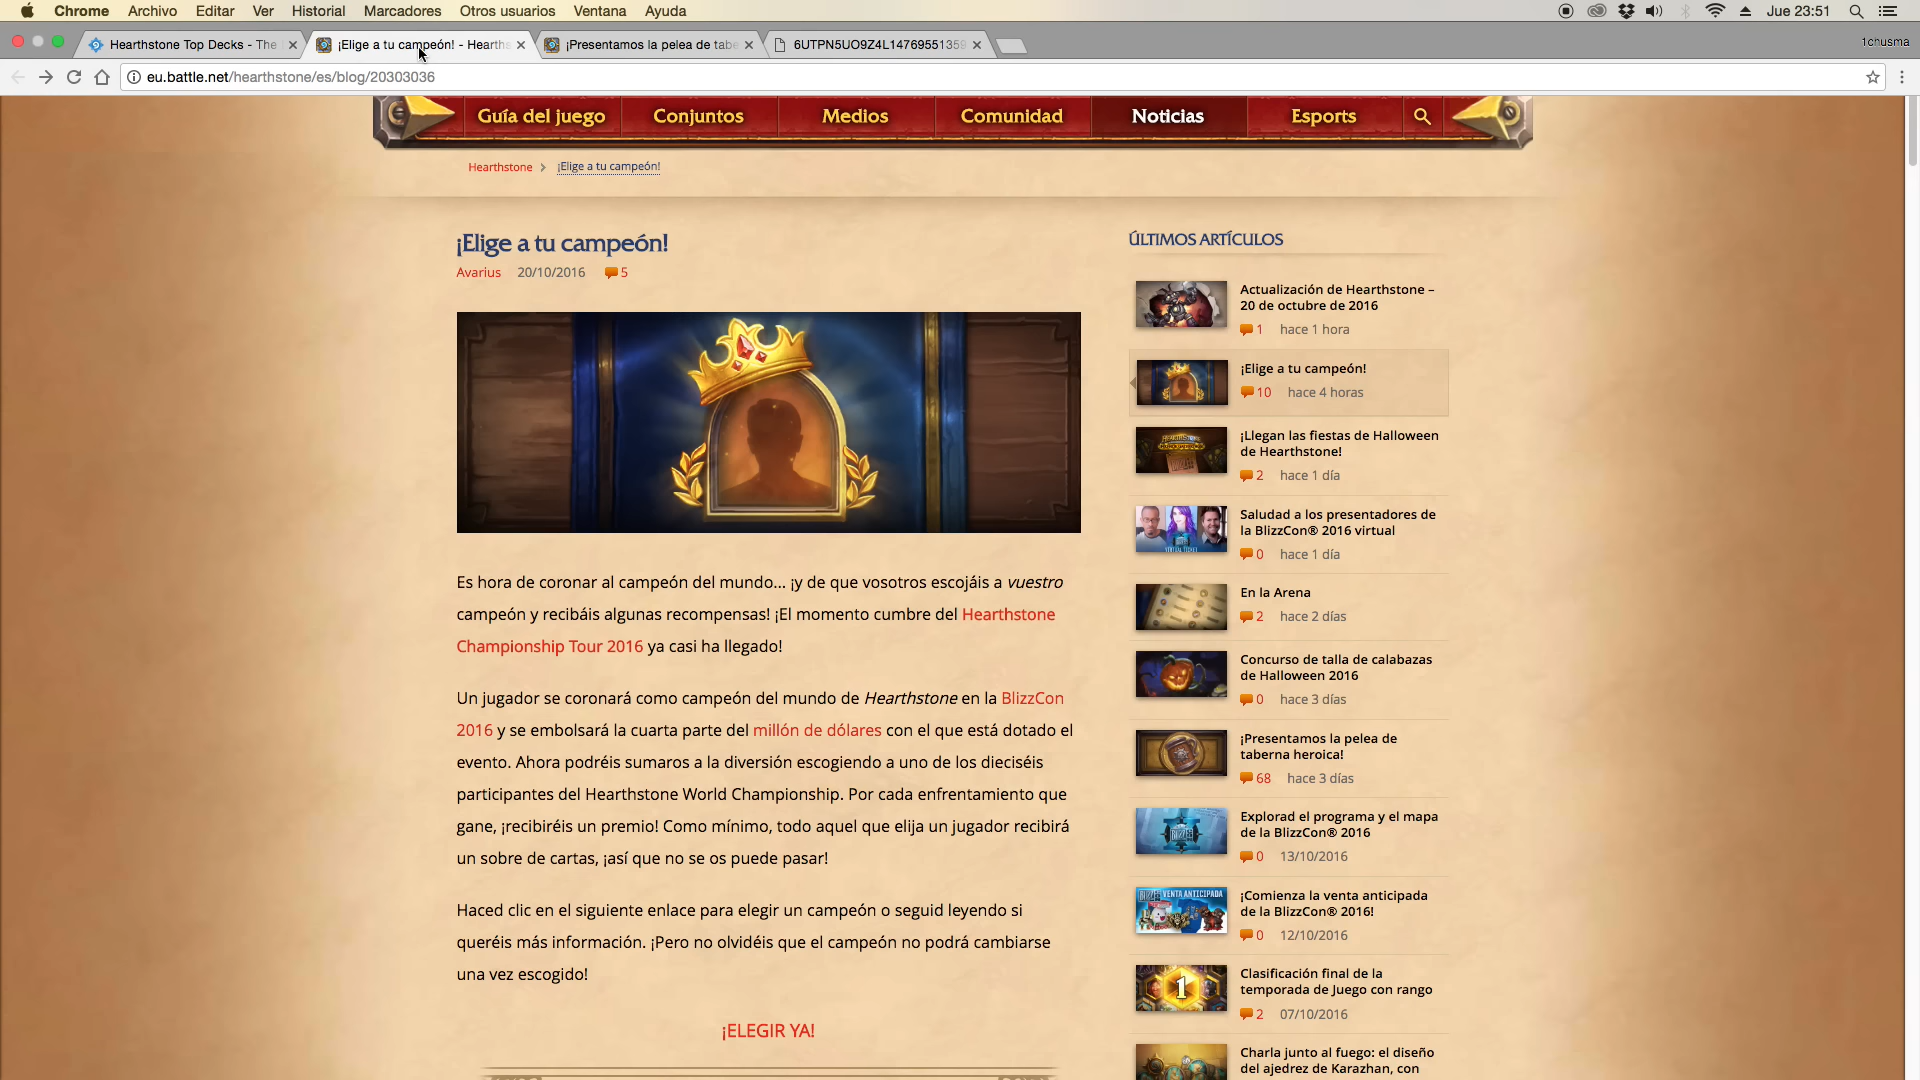 Chrome Archivo Editar Ver Historial Marcadores Otros usuarios Ventana Ayuda Jue 23:51
Hearthstone Top Decks - The ¡Elige a tu campeón! - Hearths ¡Presentamos la pelea de tabe 6UTPN5UO9Z4L14769551359 1chusma
eu.battle.net/hearthstone/es/blog/20303036
Guía del juego Conjuntos Medios Comunidad Noticias Esports
Hearthstone ¡Elige a tu campeón!
¡Elige a tu campeón!
Avarius 20/10/2016 5
Es hora de coronar al campeón del mundo... ¡y de que vosotros escojáis a vuestro
campeón y recibáis algunas recompensas! ¡El momento cumbre del Hearthstone
Championship Tour 2016 ya casi ha llegado!
Un jugador se coronará como campeón del mundo de Hearthstone en la BlizzCon
2016 y se embolsará la cuarta parte del millón de dólares con el que está dotado el
evento. Ahora podréis sumaros a la diversión escogiendo a uno de los dieciséis
participantes del Hearthstone World Championship. Por cada enfrentamiento que
gane, ¡recibiréis un premio! Como mínimo, todo aquel que elija un jugador recibirá
un sobre de cartas, ¡así que no se os puede pasar!
Haced clic en el siguiente enlace para elegir un campeón o seguid leyendo si
queréis más información. ¡Pero no olvidéis que el campeón no podrá cambiarse
una vez escogido!
¡ELEGIR YA!
ÚLTIMOS ARTÍCULOS
Actualización de Hearthstone –
20 de octubre de 2016
1 hace 1 hora
¡Elige a tu campeón!
10 hace 4 horas
¡Llegan las fiestas de Halloween
de Hearthstone!
2 hace 1 día
Saludad a los presentadores de
la BlizzCon® 2016 virtual
0 hace 1 día
En la Arena
2 hace 2 días
Concurso de talla de calabazas
de Halloween 2016
0 hace 3 días
¡Presentamos la pelea de
taberna heroica!
68 hace 3 días
Explorad el programa y el mapa
de la BlizzCon® 2016
0 13/10/2016
VENTA ANTICIPADA
¡Comienza la venta anticipada
de la BlizzCon® 2016!
0 12/10/2016
1
Clasificación final de la
temporada de Juego con rango
2 07/10/2016
Charla junto al fuego: el diseño
del ajedrez de Karazhan, con